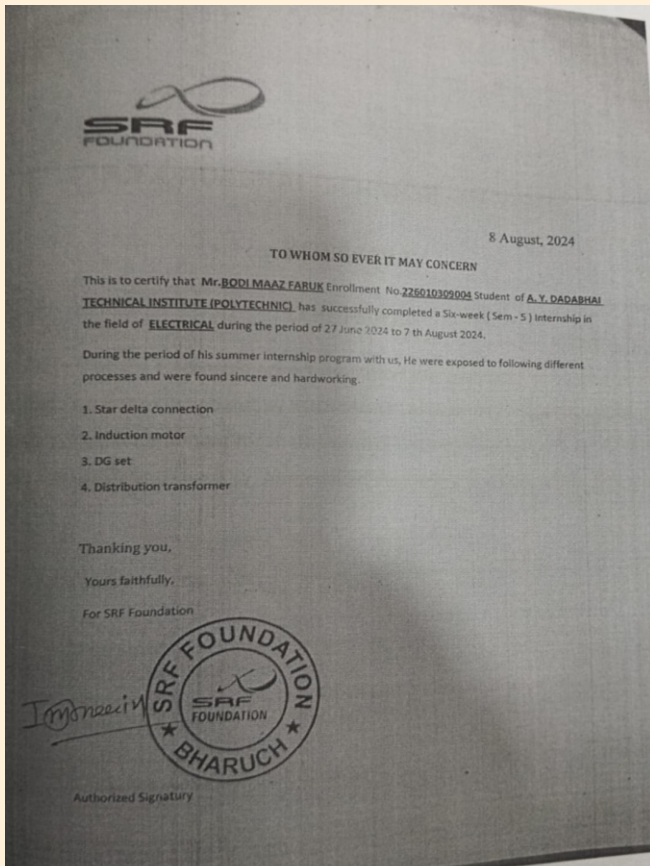 SRF
FOUNDATION
8 August, 2024
TO WHOM SO EVER IT MAY CONCERN
This is to certify that Mr.BODI MAAZ FARUK Enrollment No.226010309004 Student of A. Y. DADABHAI
TECHNICAL INSTITUTE (POLYTECHNIC) has successfully completed a Six-week ( Sem - 5 ) Internship in
the field of ELECTRICAL during the period of 27 June 2024 to 7 th August 2024.
During the period of his summer internship program with us, He were exposed to following different
processes and were found sincere and hardworking.
1. Star delta connection
2. Induction motor
3. DG set
4. Distribution transformer
Thanking you,
Yours faithfully,
For SRF Foundation
SRF FOUNDATION
SRF
FOUNDATION
★ BHARUCH ★
Authorized Signatury